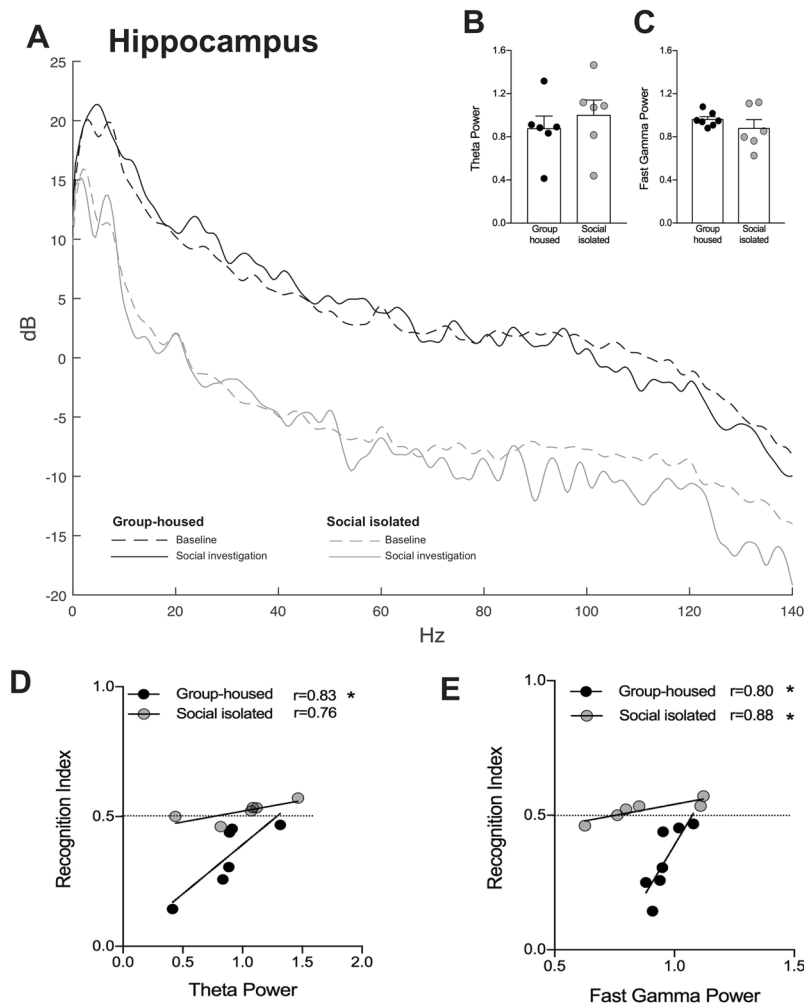 A Hippocampus
25
20
15
10
5
0
-5
-10
-15
-20
dB
0 20 40 60 80 100 120 140
Hz
Group-housed
Baseline
Social investigation
Social isolated
Baseline
Social investigation
B
1.6
1.2
0.8
0.4
0.0
Theta Power
Group housed
Social isolated
C
1.6
1.2
0.8
0.4
0.0
Fast Gamma Power
Group housed
Social isolated
D
Group-housed r=0.83 *
Social isolated r=0.76
1.0
0.5
0.0
Recognition Index
0.0 0.5 1.0 1.5 2.0
Theta Power
E
Group-housed r=0.80 *
Social isolated r=0.88 *
1.0
0.5
0.0
Recognition Index
0.5 1.0 1.5
Fast Gamma Power